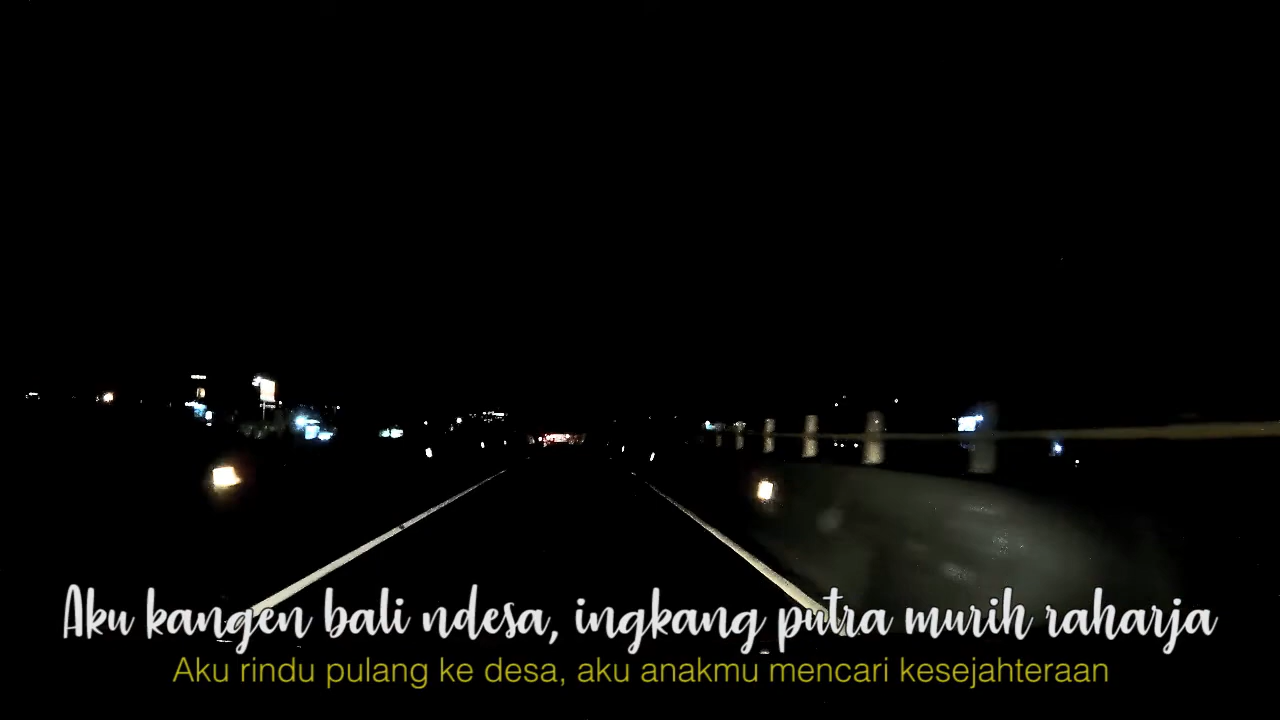 Aku kangen bali ndesa, ingkang putra murih raharja
Aku rindu pulang ke desa, aku anakmu mencari kesejahteraan